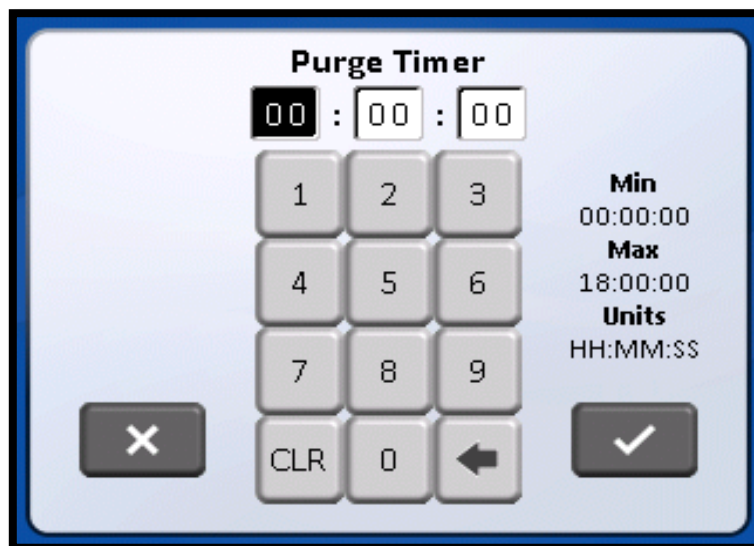 Purge Timer
00 : 00 : 00
1 2 3
4 5 6
7 8 9
CLR 0
Min
00:00:00
Max
18:00:00
Units
HH:MM:SS